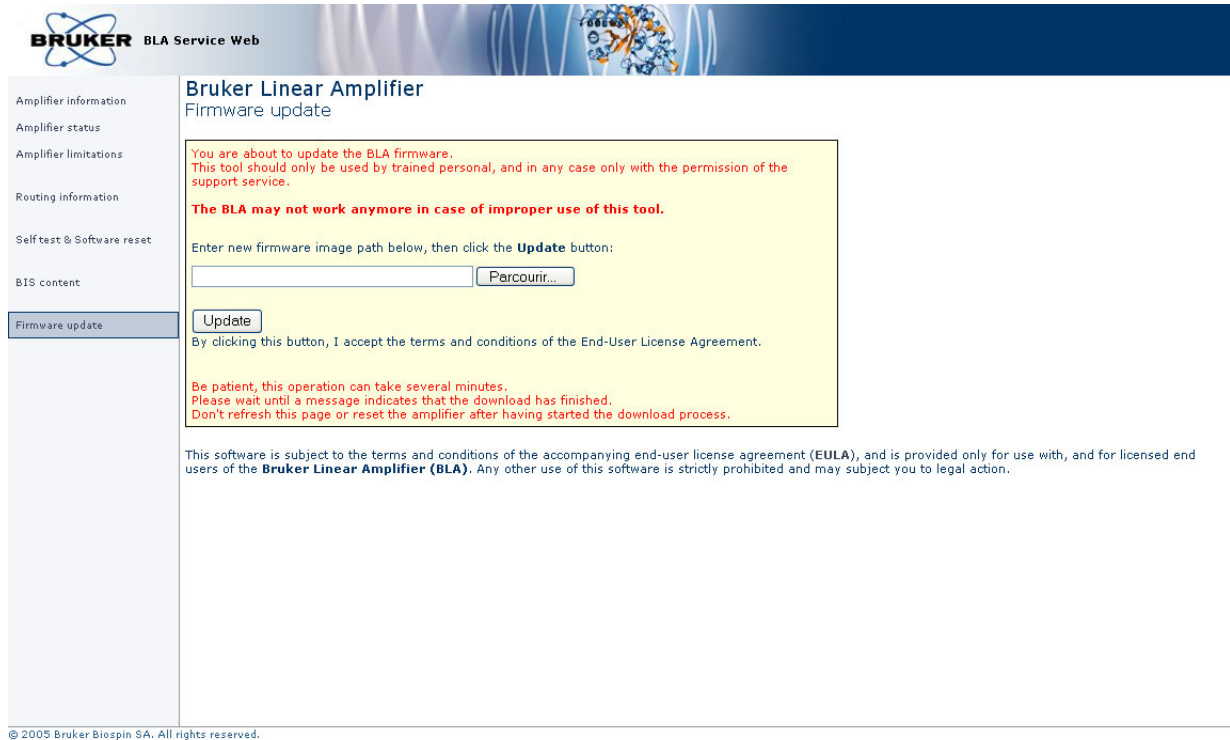 BRUKER BLA Service Web
Amplifier information
Amplifier status
Amplifier limitations
Routing information
Self test & Software reset
BIS content
Firmware update
Bruker Linear Amplifier
Firmware update
You are about to update the BLA firmware.
This tool should only be used by trained personal, and in any case only with the permission of the
support service.
The BLA may not work anymore in case of improper use of this tool.
Enter new firmware image path below, then click the Update button:
Parcourir...
Update
By clicking this button, I accept the terms and conditions of the End-User License Agreement.
Be patient, this operation can take several minutes.
Please wait until a message indicates that the download has finished.
Don't refresh this page or reset the amplifier after having started the download process.
This software is subject to the terms and conditions of the accompanying end-user license agreement (EULA), and is provided only for use with, and for licensed end
users of the Bruker Linear Amplifier (BLA). Any other use of this software is strictly prohibited and may subject you to legal action.
© 2005 Bruker Biospin SA. All rights reserved.